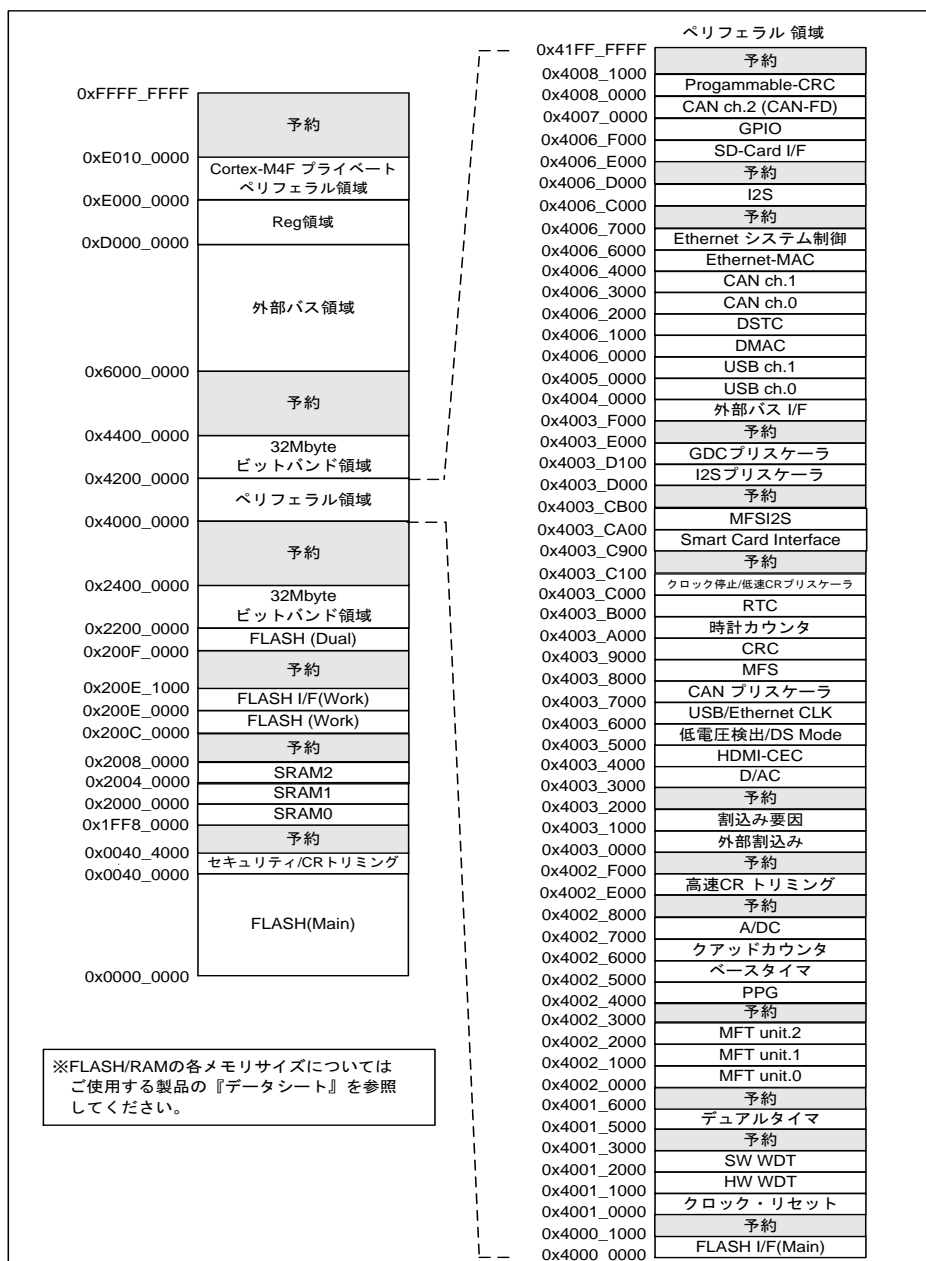 0xFFFF_FFFF
予約
0xE010_0000
Cortex-M4F プライベート
ペリフェラル領域
0xE000_0000
Reg領域
0xD000_0000
外部バス領域
0x6000_0000
予約
0x4400_0000
32Mbyte
ビットバンド領域
0x4200_0000
ペリフェラル領域
0x4000_0000
予約
0x2400_0000
32Mbyte
ビットバンド領域
0x2200_0000
FLASH (Dual)
0x200F_0000
予約
0x200E_1000
FLASH I/F(Work)
0x200E_0000
FLASH (Work)
0x200C_0000
予約
0x2008_0000
SRAM2
0x2004_0000
SRAM1
0x2000_0000
SRAM0
0x1FF8_0000
予約
0x0040_4000
セキュリティ/CRトリミング
0x0040_0000
FLASH(Main)
0x0000_0000
※FLASH/RAMの各メモリサイズについては
ご使用する製品の『データシート』を参照
してください。
ペリフェラル 領域
0x41FF_FFFF
予約
0x4008_1000
Progammable-CRC
0x4008_0000
CAN ch.2 (CAN-FD)
0x4007_0000
GPIO
0x4006_F000
SD-Card I/F
0x4006_E000
予約
0x4006_D000
I2S
0x4006_C000
予約
0x4006_7000
Ethernet システム制御
0x4006_6000
Ethernet-MAC
0x4006_4000
CAN ch.1
0x4006_3000
CAN ch.0
0x4006_2000
DSTC
0x4006_1000
DMAC
0x4006_0000
USB ch.1
0x4005_0000
USB ch.0
0x4004_0000
外部バス I/F
0x4003_F000
予約
0x4003_E000
GDCプリスケーラ
0x4003_D100
I2Sプリスケーラ
0x4003_D000
予約
0x4003_CB00
MFSI2S
0x4003_CA00
Smart Card Interface
0x4003_C900
予約
0x4003_C100
クロック停止/低速CRプリスケーラ
0x4003_C000
RTC
0x4003_B000
時計カウンタ
0x4003_A000
CRC
0x4003_9000
MFS
0x4003_8000
CAN プリスケーラ
0x4003_7000
USB/Ethernet CLK
0x4003_6000
低電圧検出/DS Mode
0x4003_5000
HDMI-CEC
0x4003_4000
D/AC
0x4003_3000
予約
0x4003_2000
割込み要因
0x4003_1000
外部割込み
0x4003_0000
予約
0x4002_F000
高速CR トリミング
0x4002_E000
予約
0x4002_8000
A/DC
0x4002_7000
クアッドカウンタ
0x4002_6000
ベースタイマ
0x4002_5000
PPG
0x4002_4000
予約
0x4002_3000
MFT unit.2
0x4002_2000
MFT unit.1
0x4002_1000
MFT unit.0
0x4002_0000
予約
0x4001_6000
デュアルタイマ
0x4001_5000
予約
0x4001_3000
SW WDT
0x4001_2000
HW WDT
0x4001_1000
クロック・リセット
0x4001_0000
予約
0x4000_1000
FLASH I/F(Main)
0x4000_0000